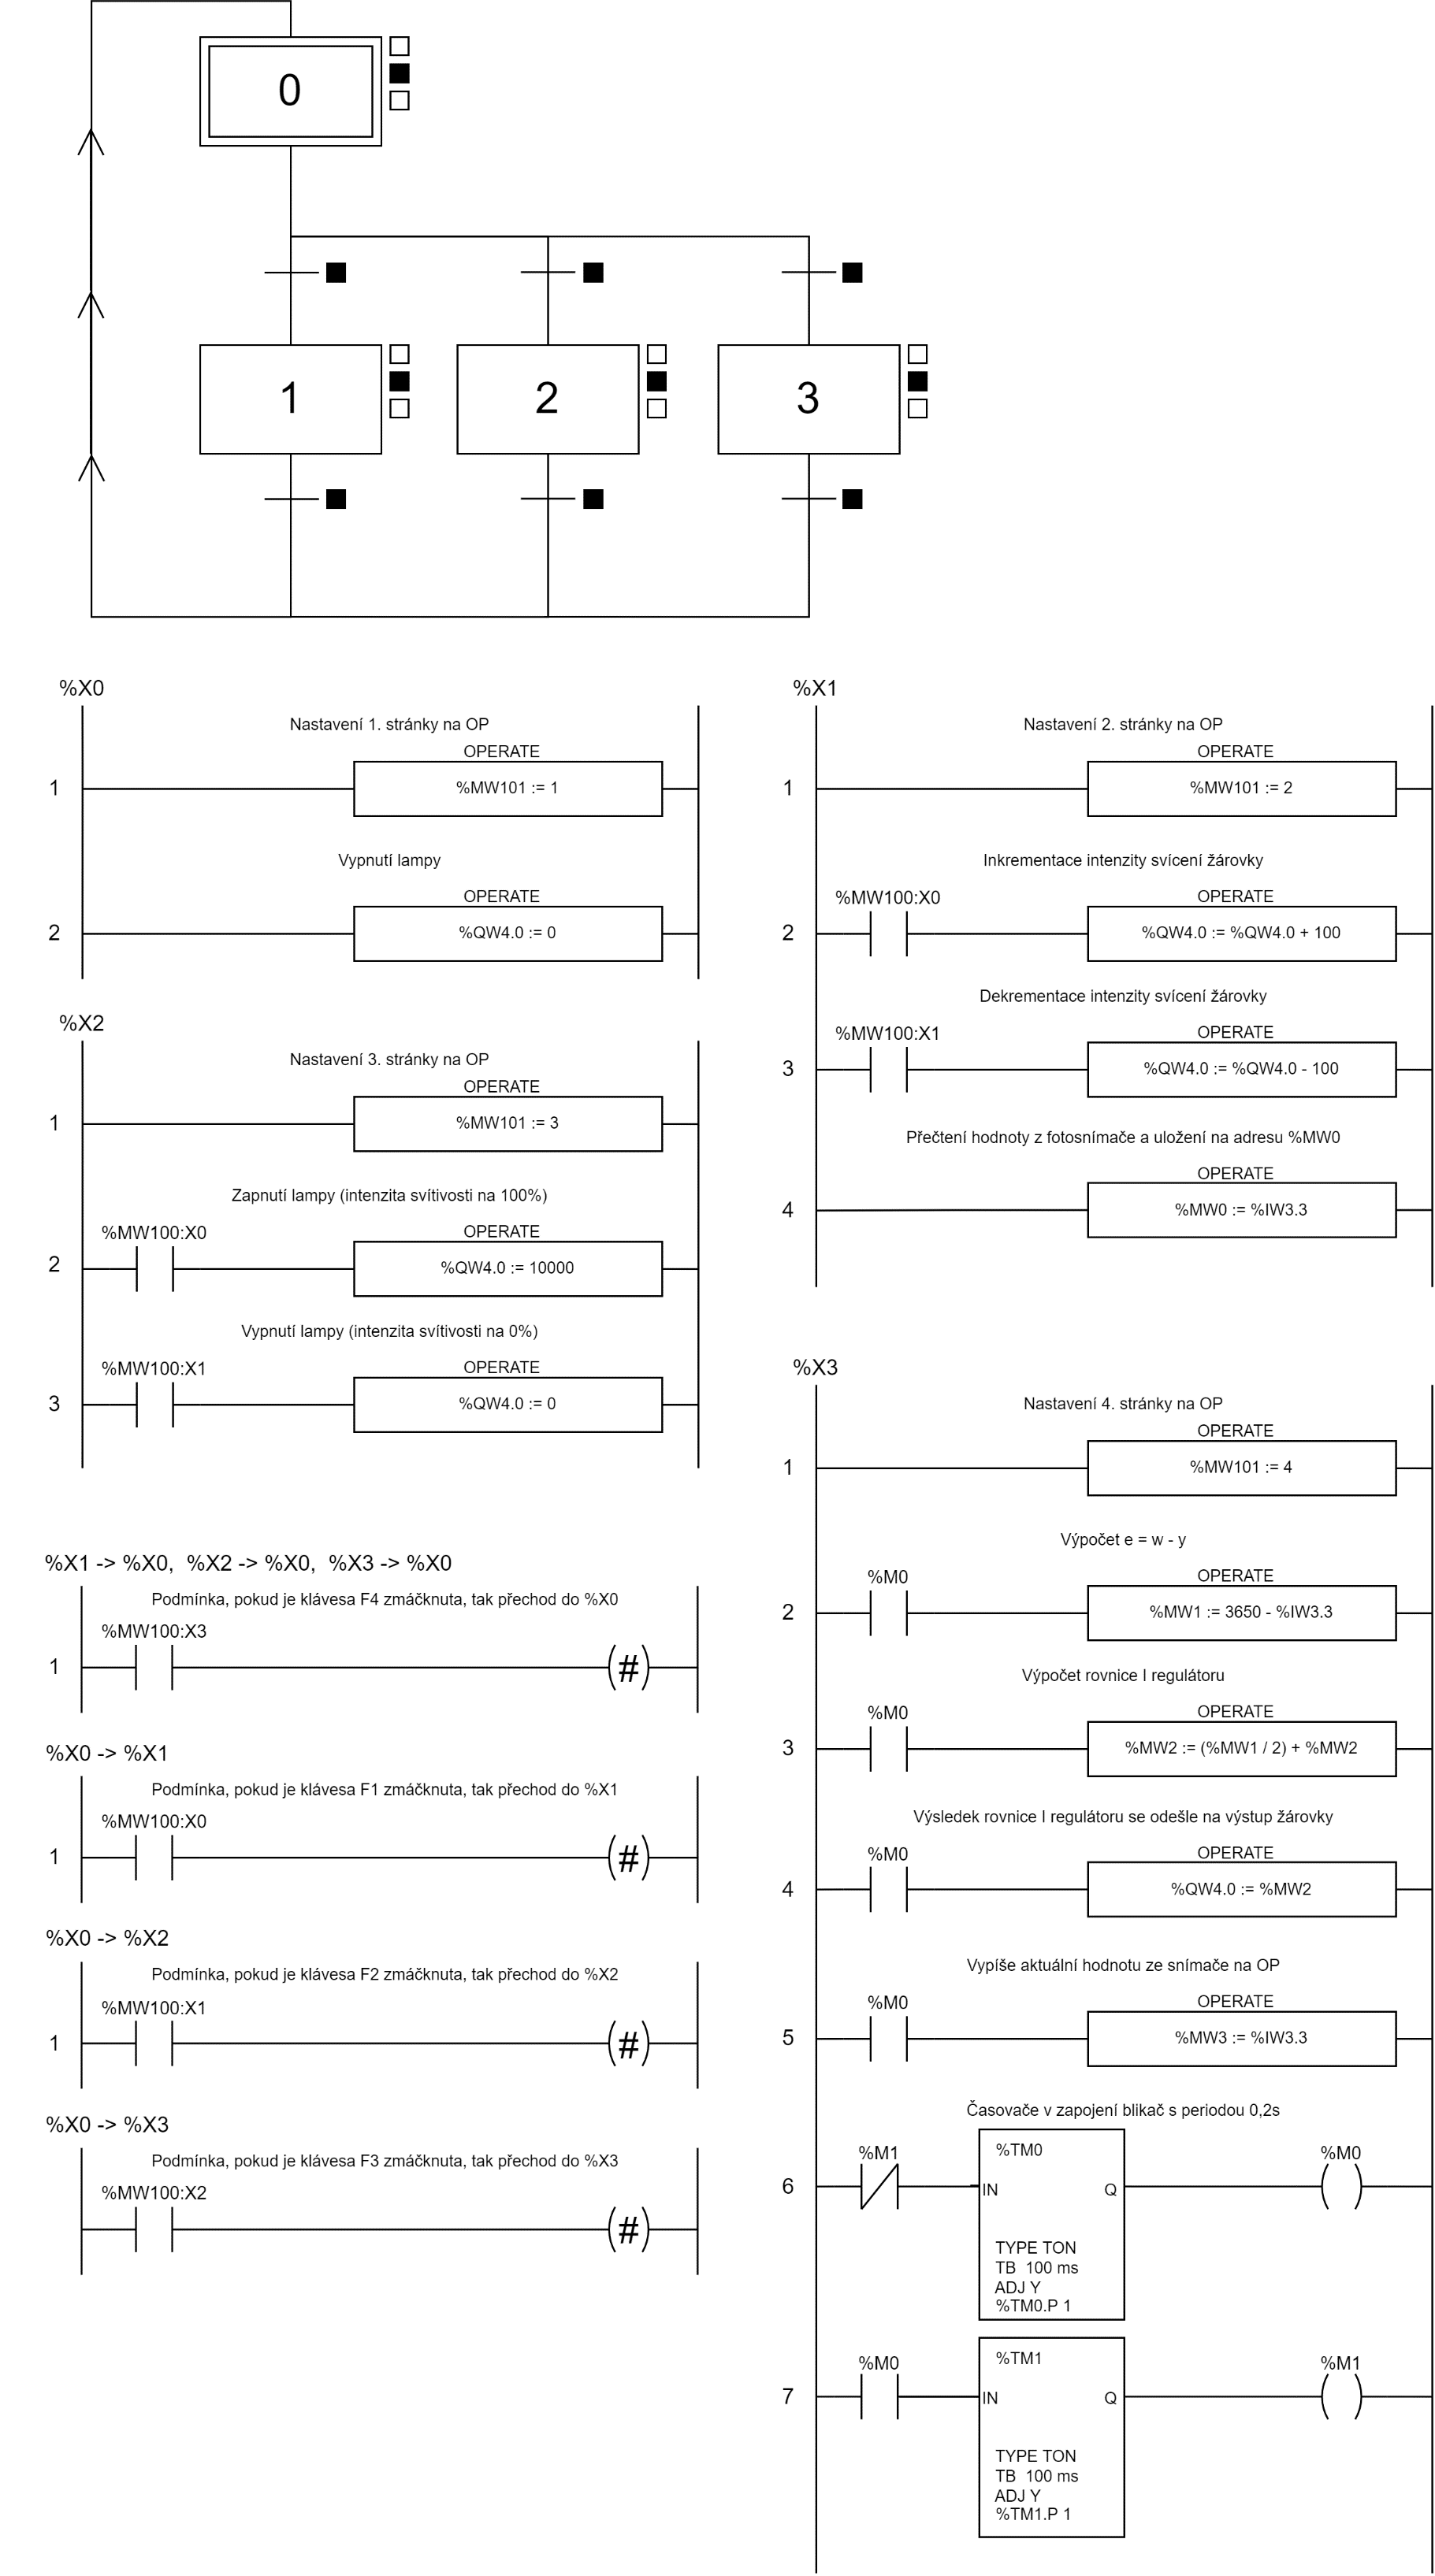 0
1
2
3
%X0
Nastavení 1. stránky na OP
OPERATE
1
%MW101 := 1
Vypnutí lampy
OPERATE
2
%QW4.0 := 0
%X1
Nastavení 2. stránky na OP
OPERATE
1
%MW101 := 2
Inkrementace intenzity svícení žárovky
%MW100:X0
OPERATE
2
%QW4.0 := %QW4.0 + 100
Dekrementace intenzity svícení žárovky
%MW100:X1
OPERATE
3
%QW4.0 := %QW4.0 - 100
Přečtení hodnoty z fotosnímače a uložení na adresu %MW0
OPERATE
4
%MW0 := %IW3.3
%X2
Nastavení 3. stránky na OP
OPERATE
1
%MW101 := 3
Zapnutí lampy (intenzita svítivosti na 100%)
%MW100:X0
OPERATE
2
%QW4.0 := 10000
Vypnutí lampy (intenzita svítivosti na 0%)
%MW100:X1
OPERATE
3
%QW4.0 := 0
%X3
Nastavení 4. stránky na OP
OPERATE
1
%MW101 := 4
Výpočet e = w - y
%M0
OPERATE
2
%MW1 := 3650 - %IW3.3
Výpočet rovnice I regulátoru
%M0
OPERATE
3
%MW2 := (%MW1 / 2) + %MW2
Výsledek rovnice I regulátoru se odešle na výstup žárovky
%M0
OPERATE
4
%QW4.0 := %MW2
Vypíše aktuální hodnotu ze snímače na OP
%M0
OPERATE
5
%MW3 := %IW3.3
Časovače v zapojení blikač s periodou 0,2s
%M1
%TM0
%M0
6
IN
Q
TYPE TON
TB 100 ms
ADJ Y
%TM0.P 1
%M0
%TM1
%M1
7
IN
Q
TYPE TON
TB 100 ms
ADJ Y
%TM1.P 1
%X1 -> %X0, %X2 -> %X0, %X3 -> %X0
Podmínka, pokud je klávesa F4 zmáčknuta, tak přechod do %X0
%MW100:X3
1
(#)
%X0 -> %X1
Podmínka, pokud je klávesa F1 zmáčknuta, tak přechod do %X1
%MW100:X0
1
(#)
%X0 -> %X2
Podmínka, pokud je klávesa F2 zmáčknuta, tak přechod do %X2
%MW100:X1
1
(#)
%X0 -> %X3
Podmínka, pokud je klávesa F3 zmáčknuta, tak přechod do %X3
%MW100:X2
(#)